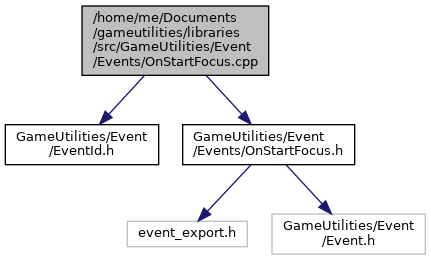 /home/me/Documents
/gameutilities/libraries
/src/GameUtilities/Event
/Events/OnStartFocus.cpp
GameUtilities/Event
/EventId.h
GameUtilities/Event
/Events/OnStartFocus.h
event_export.h
GameUtilities/Event
/Event.h